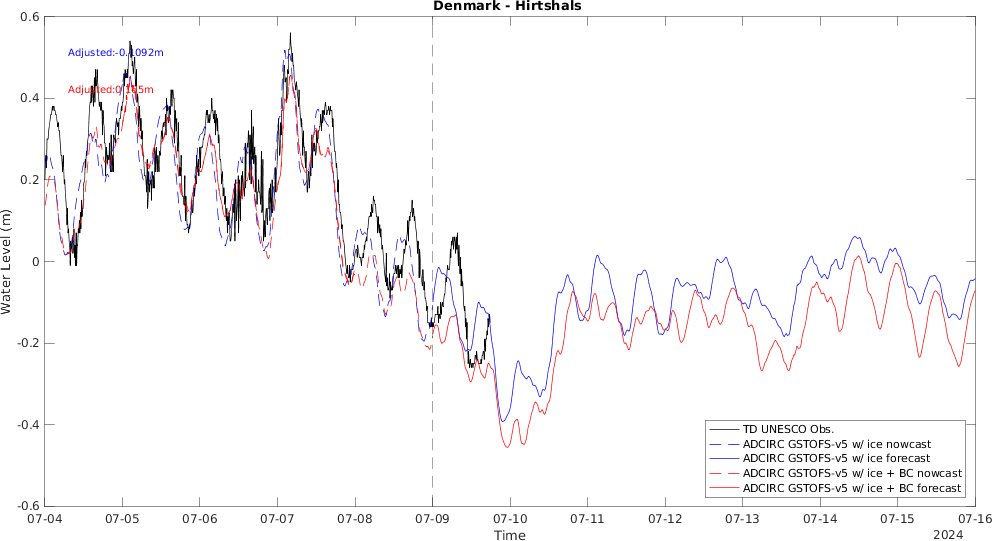 Denmark - Hirtshals
0.6
0.4
0.2
0
-0.2
-0.4
-0.6
Water Level (m)
Adjusted:-0.1092m
TD UNESCO Obs.
ADCIRC GSTOFS-v5 w/ ice nowcast
ADCIRC GSTOFS-v5 w/ ice forecast
ADCIRC GSTOFS-v5 w/ ice + BC nowcast
ADCIRC GSTOFS-v5 w/ ice + BC forecast
07-04 07-05 07-06 07-07 07-08 07-09 07-10 07-11 07-12 07-13 07-14 07-15 07-16
Time
2024